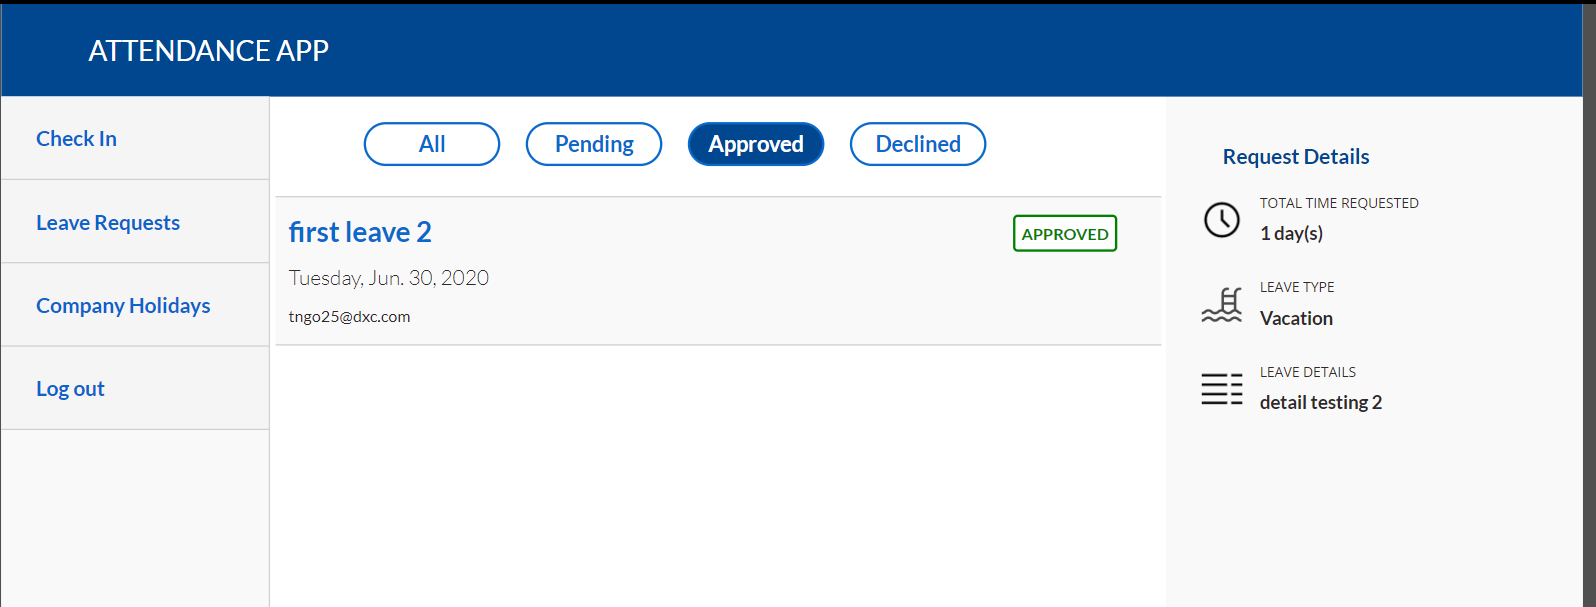 ATTENDANCE APP
Check In
Leave Requests
Company Holidays
Log out
All
Pending
Approved
Declined
first leave 2
APPROVED
Tuesday, Jun. 30, 2020
tngo25@dxc.com
Request Details
TOTAL TIME REQUESTED
1 day(s)
LEAVE TYPE
Vacation
LEAVE DETAILS
detail testing 2